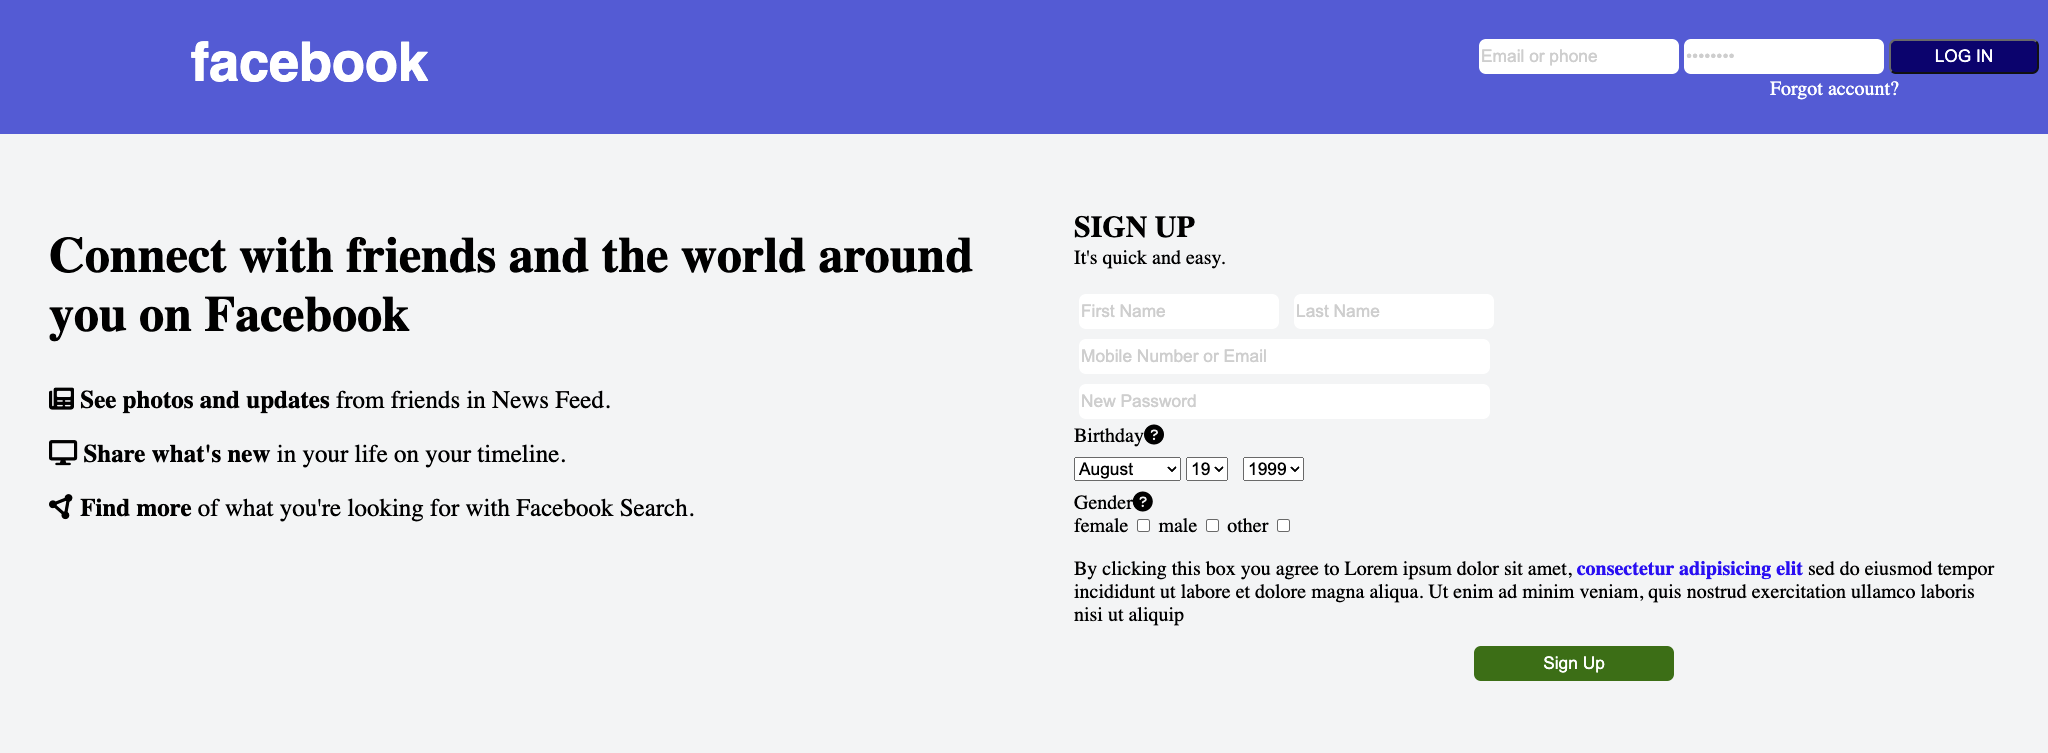 facebook
Email or phone •••••••• LOG IN
Forgot account?
Connect with friends and the world around
you on Facebook
See photos and updates from friends in News Feed.
Share what's new in your life on your timeline.
Find more of what you're looking for with Facebook Search.
SIGN UP
It's quick and easy.
First Name Last Name
Mobile Number or Email
New Password
Birthday?
August 19 1999
Gender?
female male other
By clicking this box you agree to Lorem ipsum dolor sit amet, consectetur adipisicing elit sed do eiusmod tempor
incididunt ut labore et dolore magna aliqua. Ut enim ad minim veniam, quis nostrud exercitation ullamco laboris
nisi ut aliquip
Sign Up